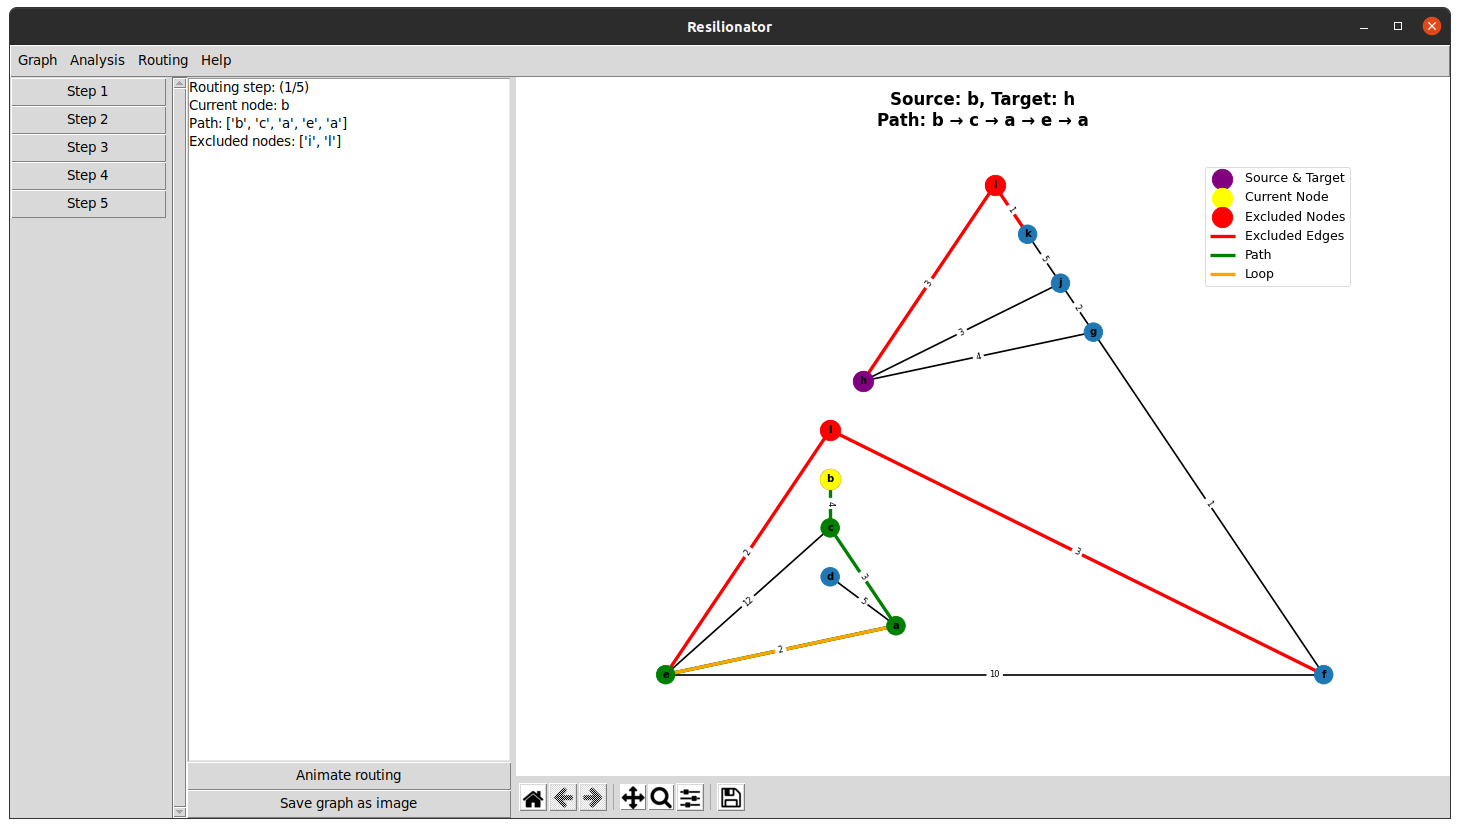 Resilionator
Graph Analysis Routing Help
Step 1
Step 2
Step 3
Step 4
Step 5
Routing step: (1/5)
Current node: b
Path: ['b', 'c', 'a', 'e', 'a']
Excluded nodes: ['i', 'l']
Animate routing
Save graph as image
Source: b, Target: h
Path: b → c → a → e → a
Source & Target
Current Node
Excluded Nodes
Excluded Edges
Path
Loop
i
1
k
5
j
2
g
3
3
4
h
l
b
4
c
1
2
3
3
d
12
5
a
2
e
10
f